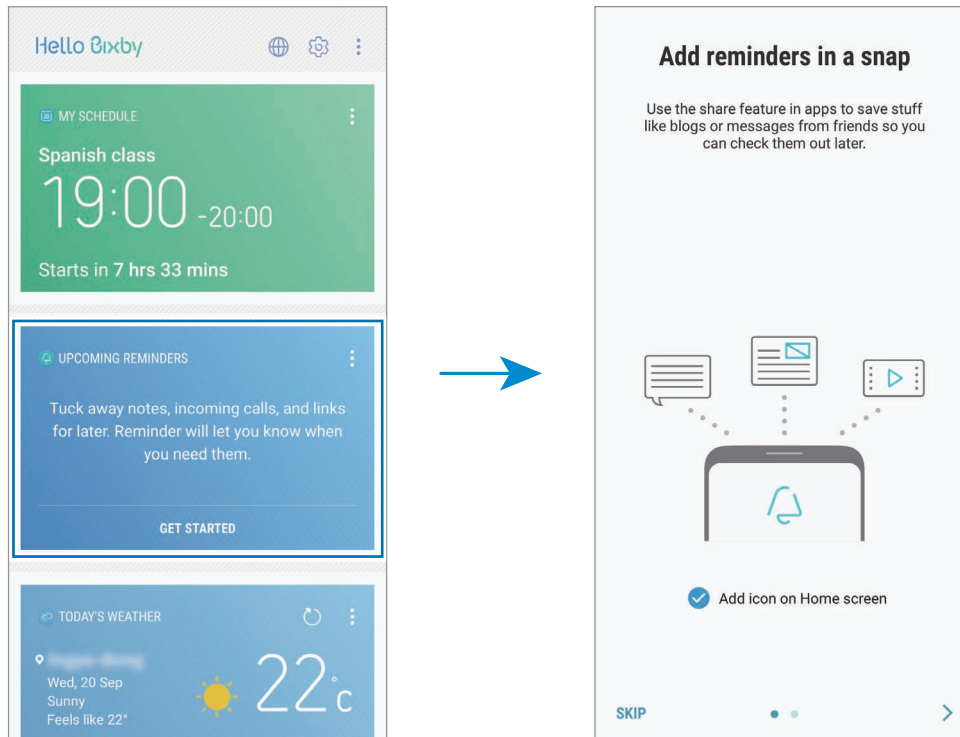 Hello Bixby
MY SCHEDULE
Spanish class
19:00 -20:00
Starts in 7 hrs 33 mins
UPCOMING REMINDERS
Tuck away notes, incoming calls, and links
for later. Reminder will let you know when
you need them.
GET STARTED
TODAY'S WEATHER
Wed, 20 Sep
Sunny
Feels like 22°
22°c
Add reminders in a snap
Use the share feature in apps to save stuff
like blogs or messages from friends so you
can check them out later.
Add icon on Home screen
SKIP